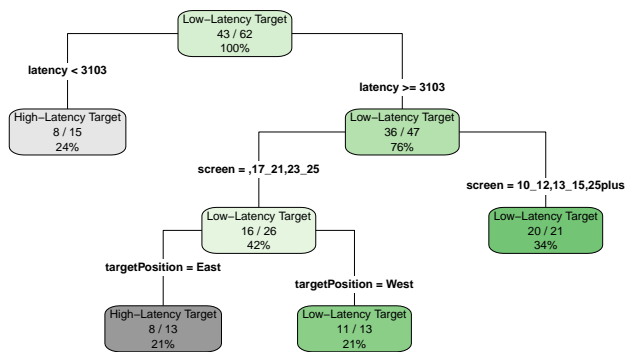 Low−Latency Target
43 / 62
100%
latency < 3103
latency >= 3103
High−Latency Target
8 / 15
24%
Low−Latency Target
36 / 47
76%
screen = ,17_21,23_25
screen = 10_12,13_15,25plus
Low−Latency Target
16 / 26
42%
Low−Latency Target
20 / 21
34%
targetPosition = East
targetPosition = West
High−Latency Target
8 / 13
21%
Low−Latency Target
11 / 13
21%